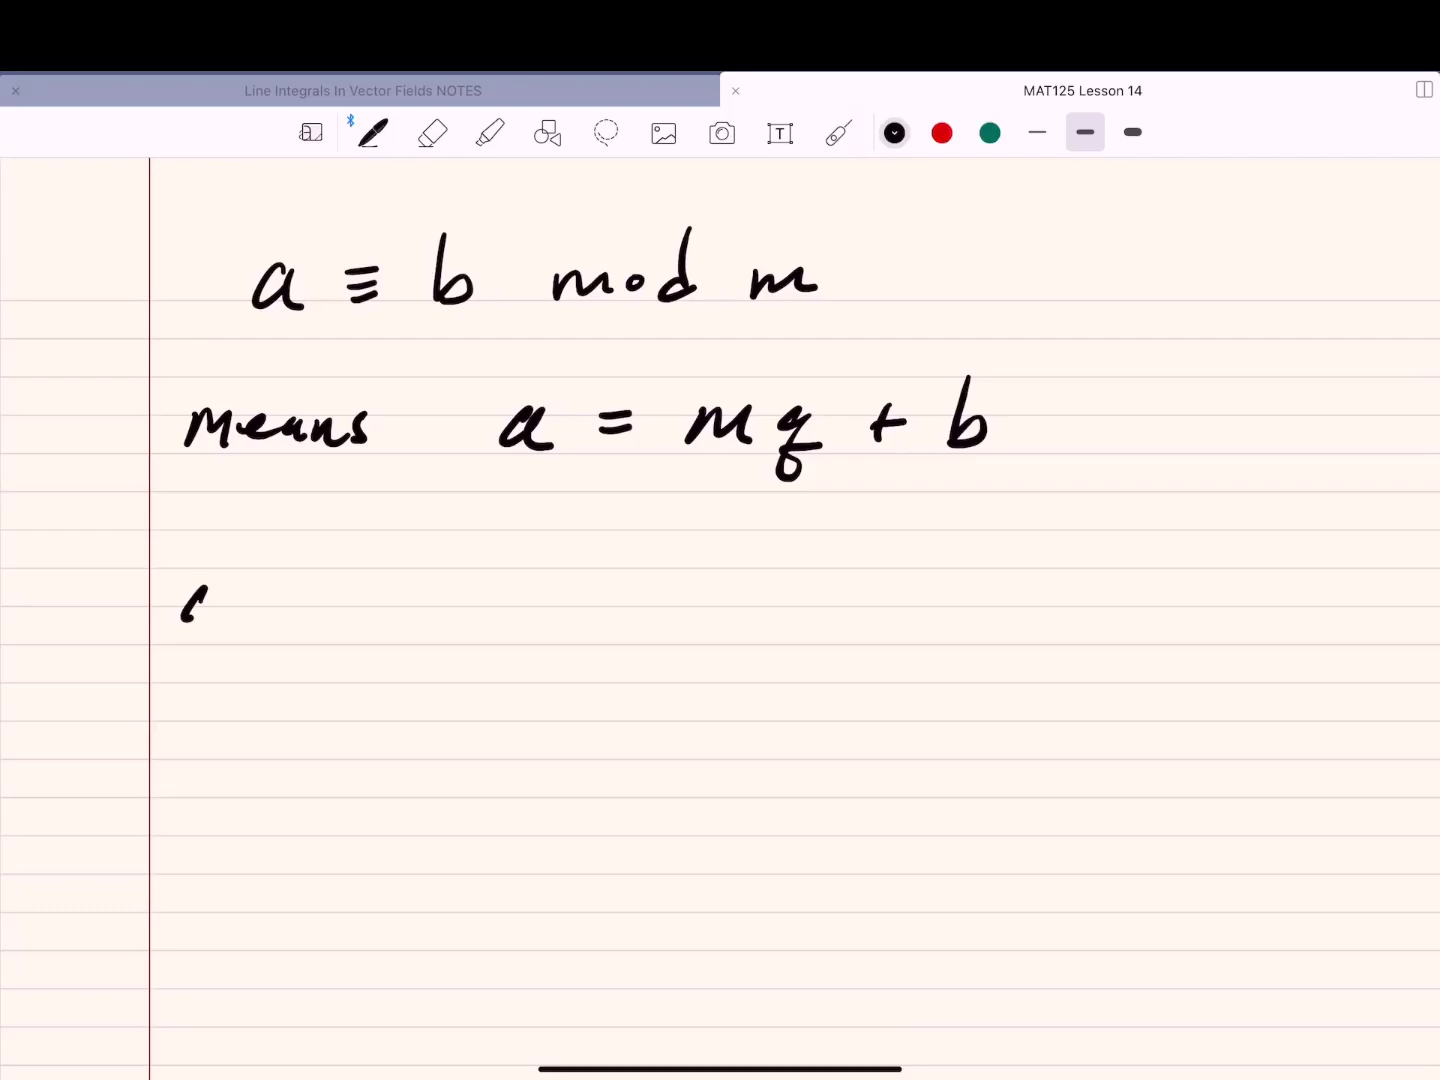 Line Integrals In Vector Fields NOTES
MAT125 Lesson 14
a ≡ b mod m
means a = mq + b